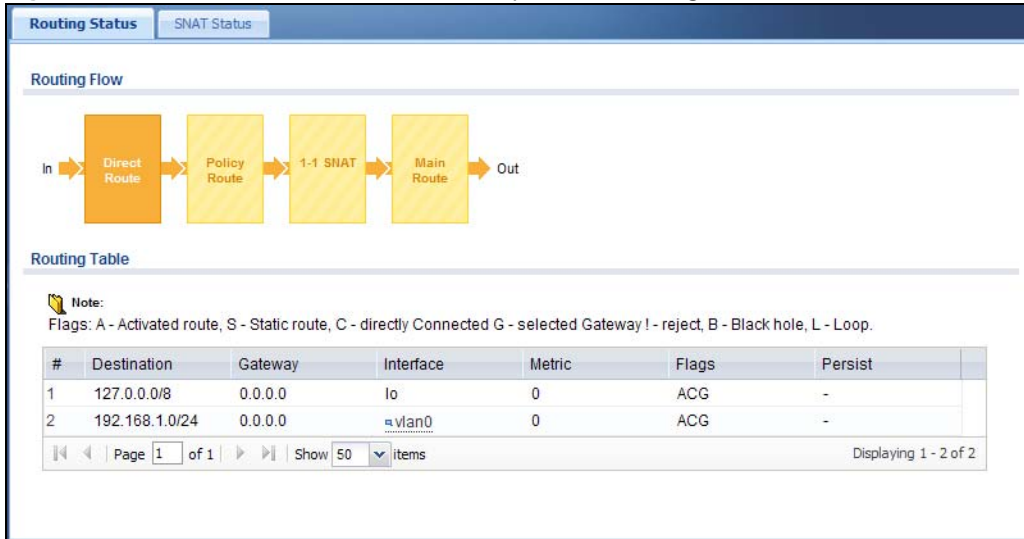 Routing Status SNAT Status
Routing Flow
In Direct Route Policy Route 1-1 SNAT Main Route Out
Routing Table
Note:
Flags: A - Activated route, S - Static route, C - directly Connected G - selected Gateway ! - reject, B - Black hole, L - Loop.
# Destination Gateway Interface Metric Flags Persist
1 127.0.0.0/8 0.0.0.0 lo 0 ACG -
2 192.168.1.0/24 0.0.0.0 vlan0 0 ACG -
Page 1 of 1 Show 50 items Displaying 1 - 2 of 2